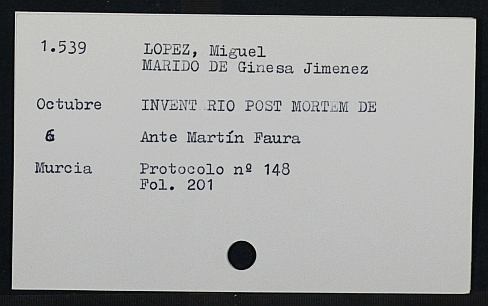 1.539 LOPEZ, Miguel
MARIDO DE Ginesa Jimenez
Octubre INVENT RIO POST MORTEM DE
6 Ante Martín Faura
Murcia Protocolo nº 148
Fol. 201